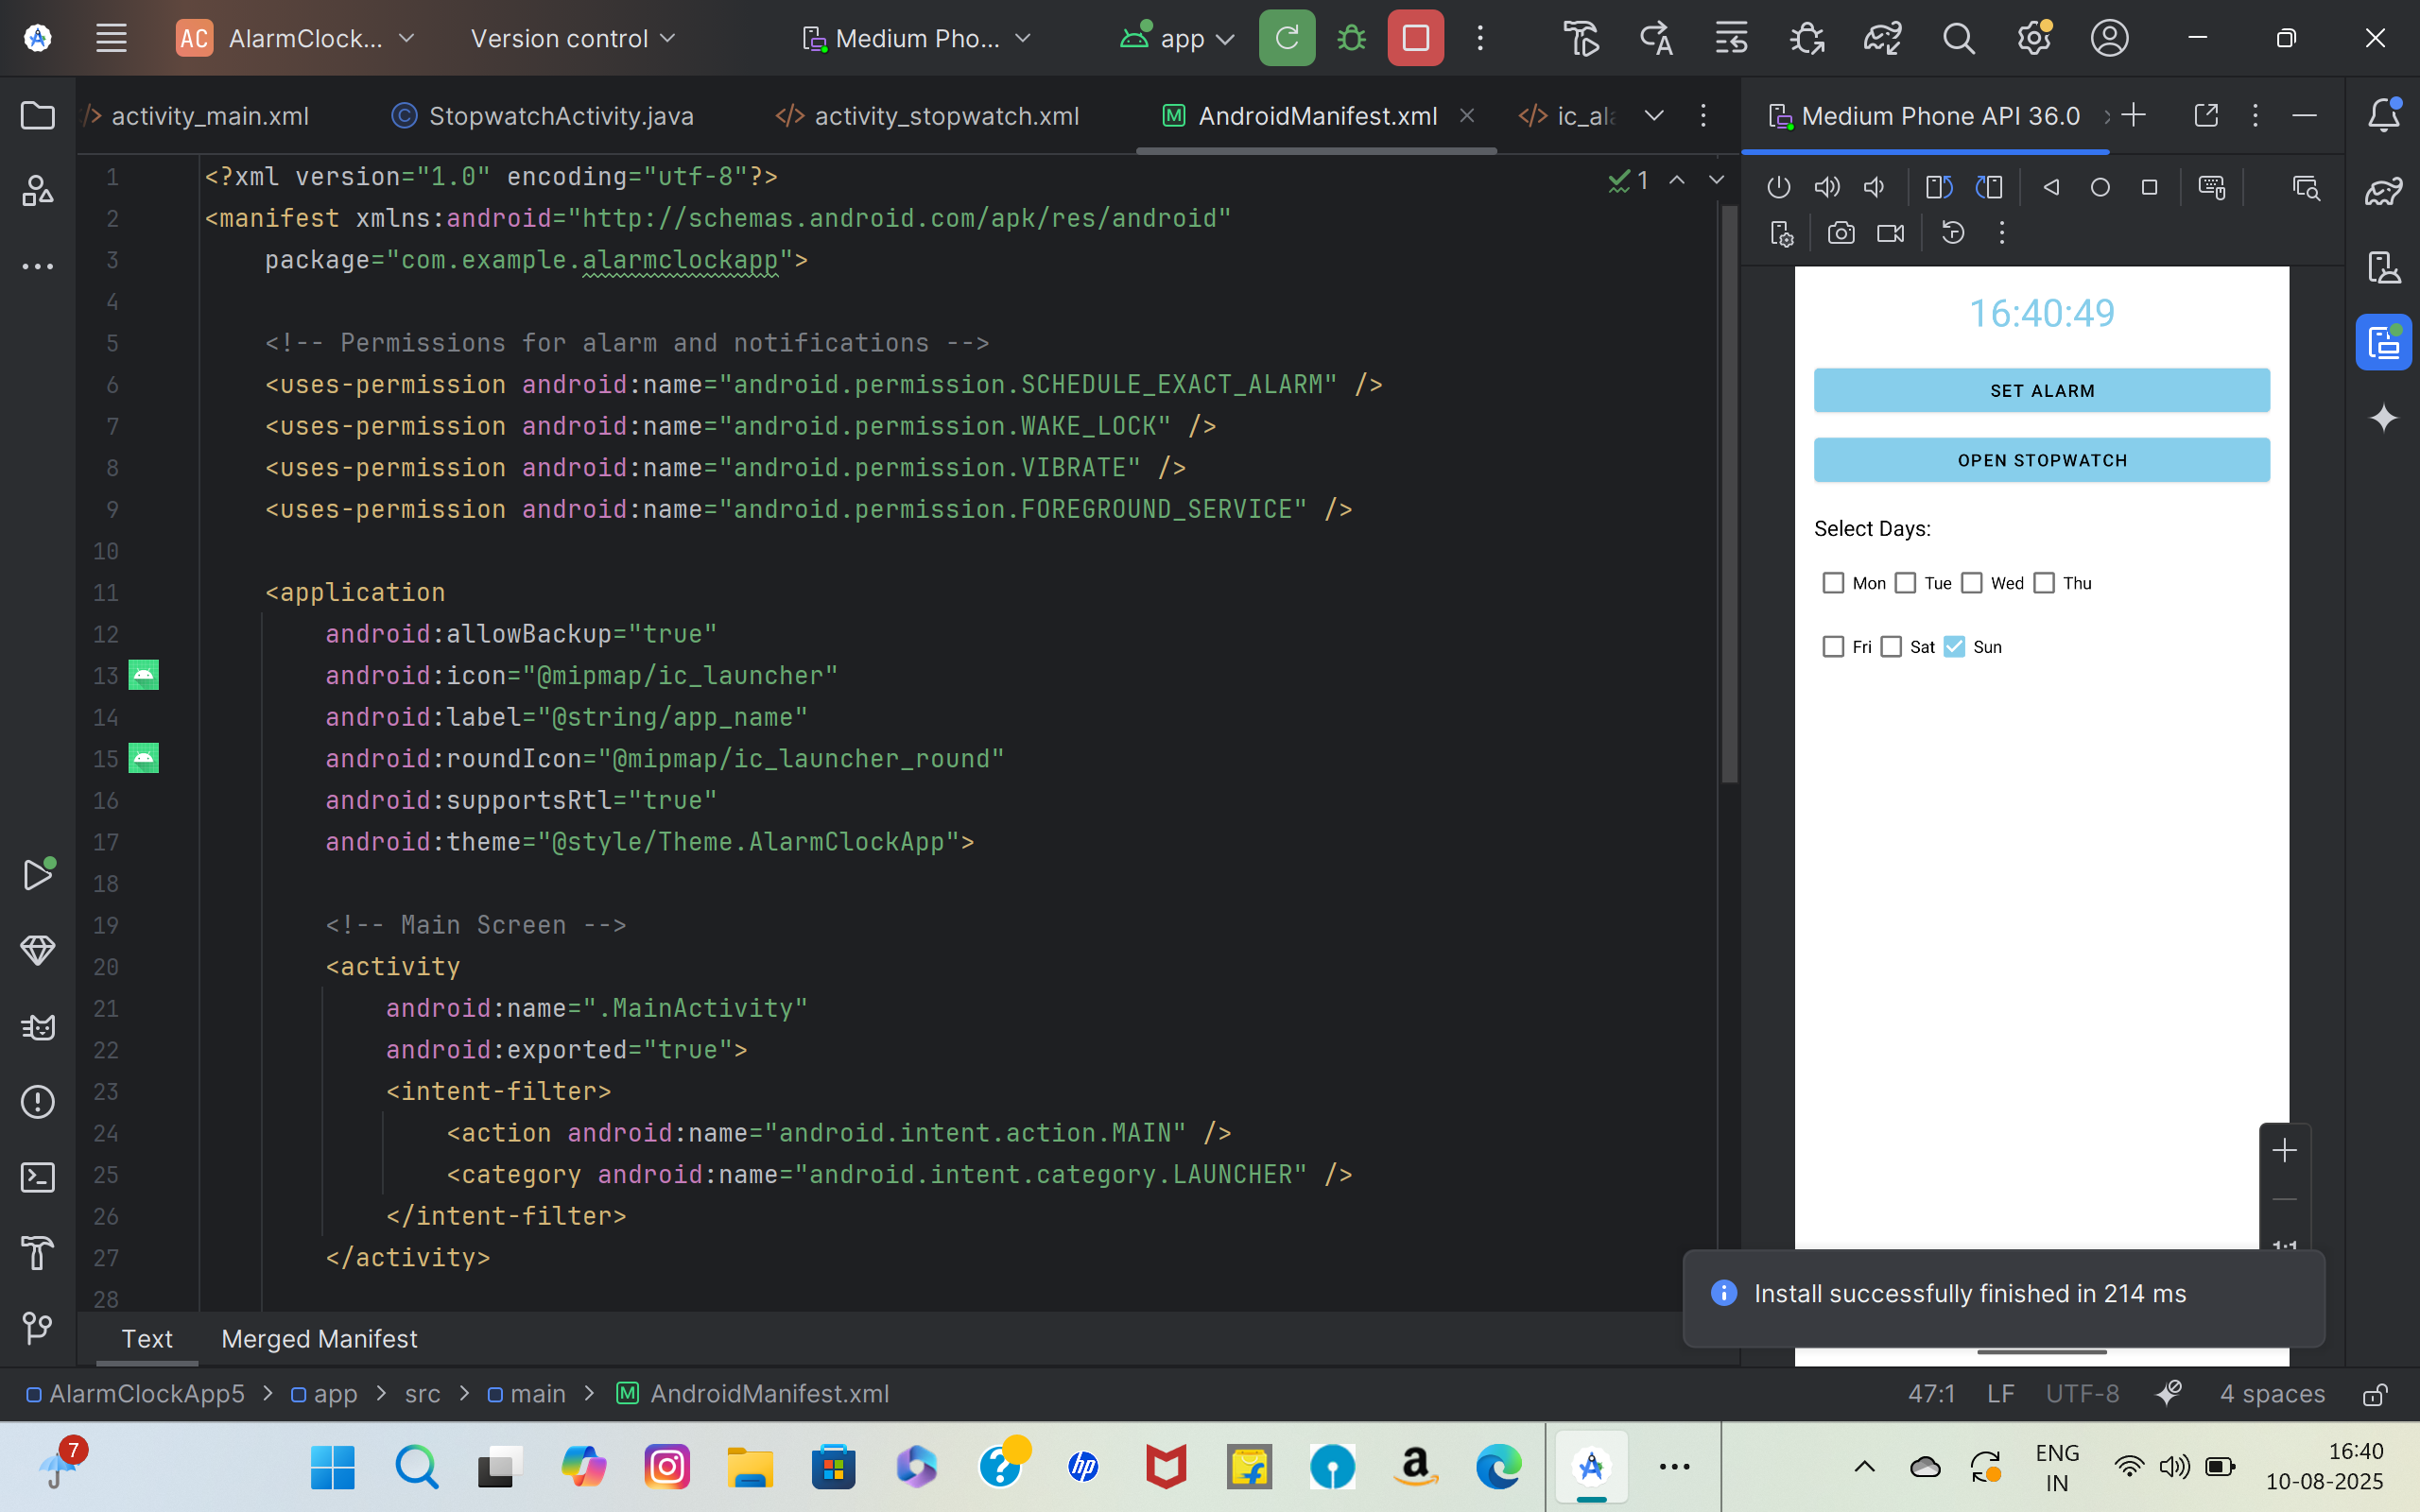 AC AlarmClock... Version control Medium Pho... app
activity_main.xml StopwatchActivity.java activity_stopwatch.xml AndroidManifest.xml Medium Phone API 36.0
1 <?xml version="1.0" encoding="utf-8"?>
2 <manifest xmlns:android="http://schemas.android.com/apk/res/android"
3 package="com.example.alarmclockapp">
4
5 <!-- Permissions for alarm and notifications -->
6 <uses-permission android:name="android.permission.SCHEDULE_EXACT_ALARM" />
7 <uses-permission android:name="android.permission.WAKE_LOCK" />
8 <uses-permission android:name="android.permission.VIBRATE" />
9 <uses-permission android:name="android.permission.FOREGROUND_SERVICE" />
10
11 <application
12 android:allowBackup="true"
13 android:icon="@mipmap/ic_launcher"
14 android:label="@string/app_name"
15 android:roundIcon="@mipmap/ic_launcher_round"
16 android:supportsRtl="true"
17 android:theme="@style/Theme.AlarmClockApp">
18
19 <!-- Main Screen -->
20 <activity
21 android:name=".MainActivity"
22 android:exported="true">
23 <intent-filter>
24 <action android:name="android.intent.action.MAIN" />
25 <category android:name="android.intent.category.LAUNCHER" />
26 </intent-filter>
27 </activity>
28
1
16:40:49
SET ALARM
OPEN STOPWATCH
Select Days:
Mon Tue Wed Thu
Fri Sat Sun
Install successfully finished in 214 ms
Text Merged Manifest
AlarmClockApp5 > app > src > main > AndroidManifest.xml 47:1 LF UTF-8 4 spaces
7
hp
ENG
IN
16:40
10-08-2025